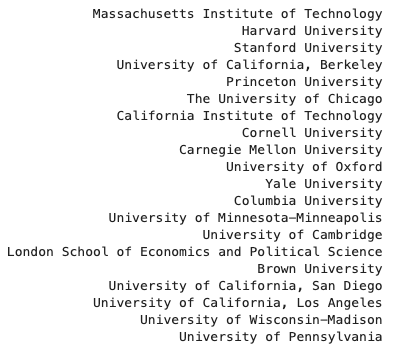 Massachusetts Institute of Technology
Harvard University
Stanford University
University of California, Berkeley
Princeton University
The University of Chicago
California Institute of Technology
Cornell University
Carnegie Mellon University
University of Oxford
Yale University
Columbia University
University of Minnesota–Minneapolis
University of Cambridge
London School of Economics and Political Science
Brown University
University of California, San Diego
University of California, Los Angeles
University of Wisconsin–Madison
University of Pennsylvania